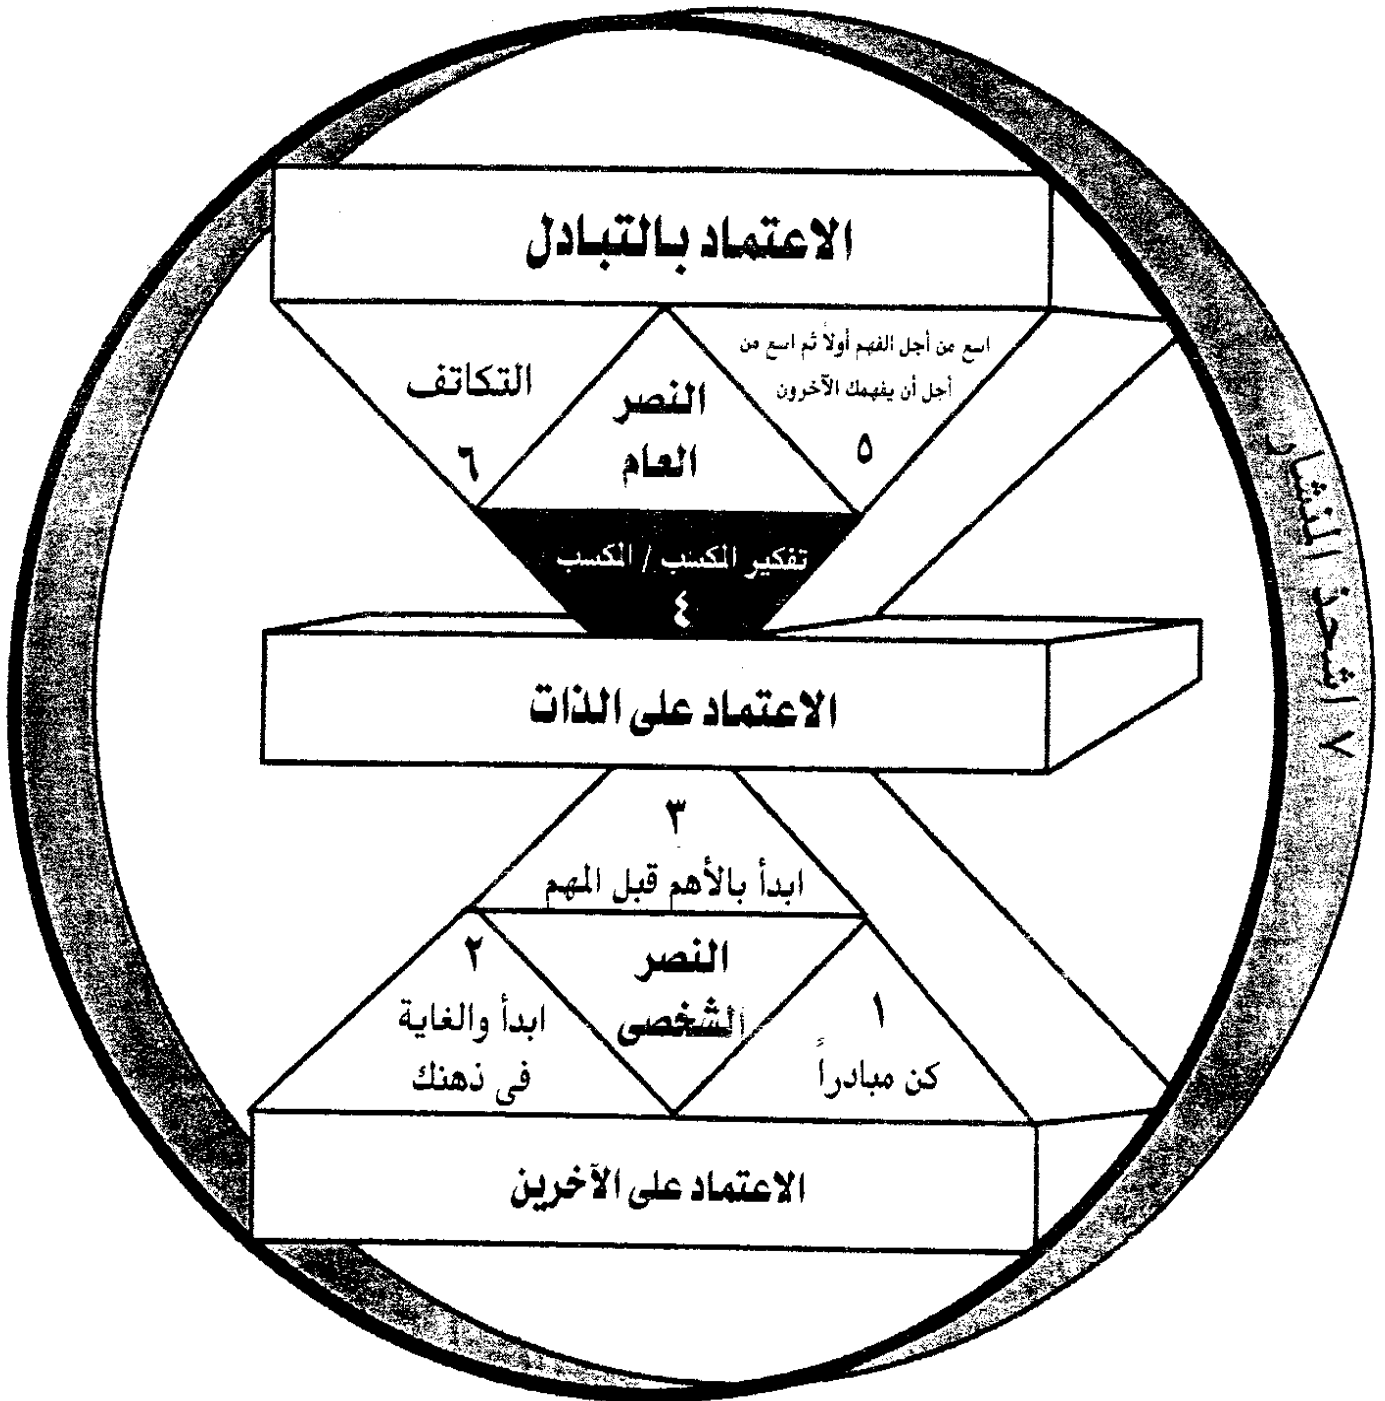 الاعتماد بالتبادل
اسع من أجل الفهم أولاً ثم اسع من
أجل أن يفهمك الآخرون
٥
النصر
العام
التكاتف
٦
تفكير المكسب / المكسب
٤
الاعتماد على الذات
٣
ابدأ بالأهم قبل المهم
النصر
الشخصى
١
كن مبادراً
٢
ابدأ والغاية
فى ذهنك
الاعتماد على الآخرين
٧ اشحذ المنشار